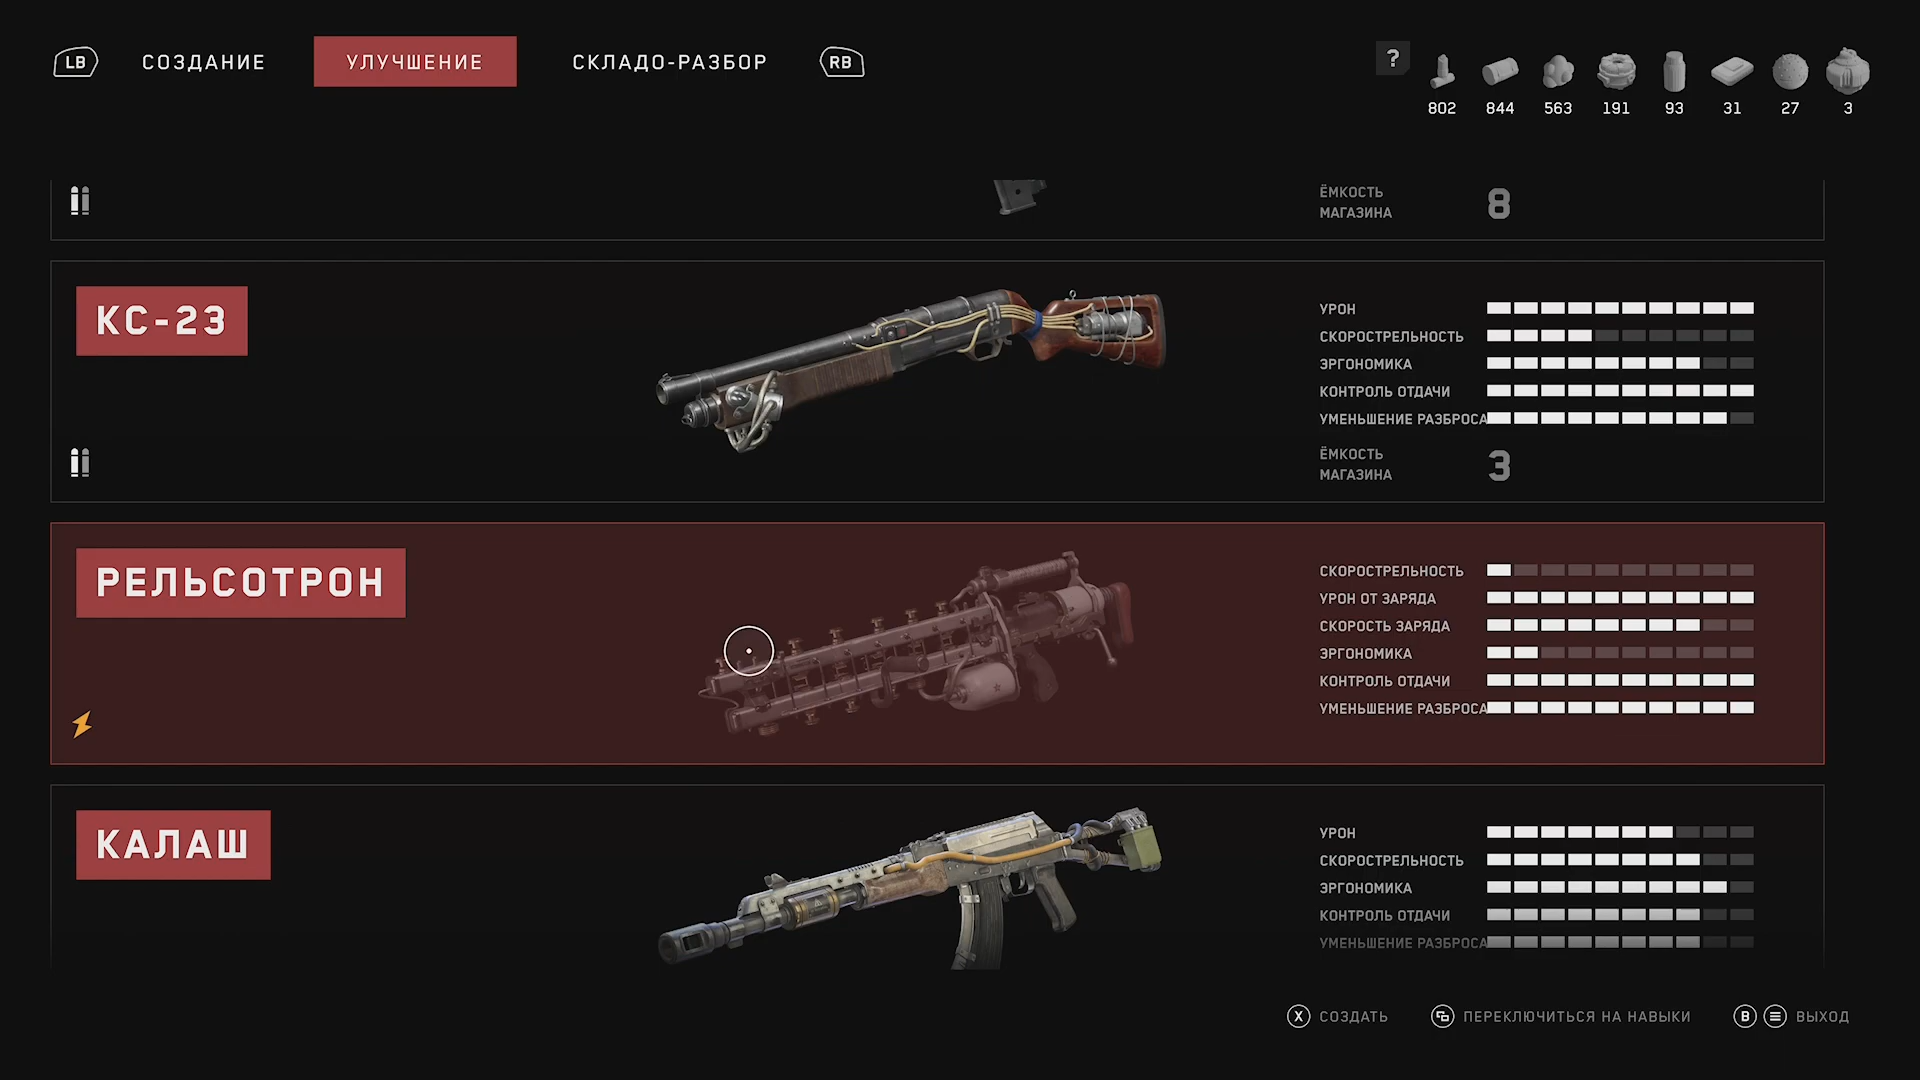 LB СОЗДАНИЕ УЛУЧШЕНИЕ СКЛАДО-РАЗБОР RB ?
802 844 563 191 93 31 27 3
ЁМКОСТЬ
МАГАЗИНА 8
КС-23
УРОН
СКОРОСТРЕЛЬНОСТЬ
ЭРГОНОМИКА
КОНТРОЛЬ ОТДАЧИ
УМЕНЬШЕНИЕ РАЗБРОСА
ЁМКОСТЬ
МАГАЗИНА 3
РЕЛЬСОТРОН
СКОРОСТРЕЛЬНОСТЬ
УРОН ОТ ЗАРЯДА
СКОРОСТЬ ЗАРЯДА
ЭРГОНОМИКА
КОНТРОЛЬ ОТДАЧИ
УМЕНЬШЕНИЕ РАЗБРОСА
КАЛАШ
УРОН
СКОРОСТРЕЛЬНОСТЬ
ЭРГОНОМИКА
КОНТРОЛЬ ОТДАЧИ
УМЕНЬШЕНИЕ РАЗБРОСА
X СОЗДАТЬ ПЕРЕКЛЮЧИТЬСЯ НА НАВЫКИ B ВЫХОД